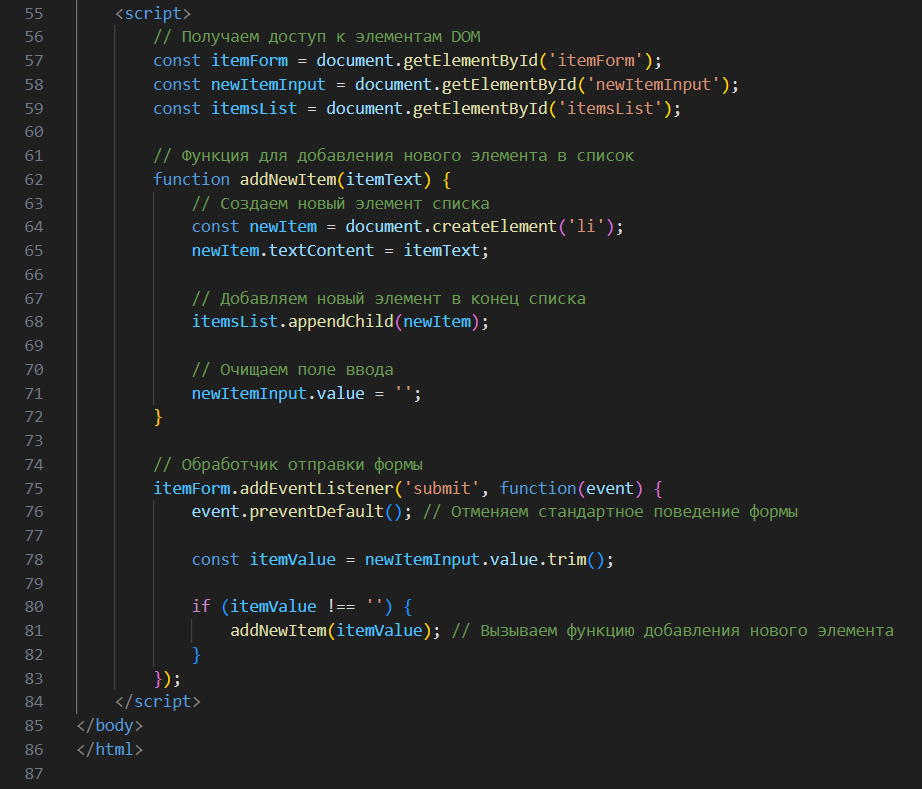 55 <script>
56 // Получаем доступ к элементам DOM
57 const itemForm = document.getElementById('itemForm');
58 const newItemInput = document.getElementById('newItemInput');
59 const itemsList = document.getElementById('itemsList');
60
61 // Функция для добавления нового элемента в список
62 function addNewItem(itemText) {
63 // Создаем новый элемент списка
64 const newItem = document.createElement('li');
65 newItem.textContent = itemText;
66
67 // Добавляем новый элемент в конец списка
68 itemsList.appendChild(newItem);
69
70 // Очищаем поле ввода
71 newItemInput.value = '';
72 }
73
74 // Обработчик отправки формы
75 itemForm.addEventListener('submit', function(event) {
76 event.preventDefault(); // Отменяем стандартное поведение формы
77
78 const itemValue = newItemInput.value.trim();
79
80 if (itemValue !== '') {
81 addNewItem(itemValue); // Вызываем функцию добавления нового элемента
82 }
83 });
84 </script>
85 </body>
86 </html>
87